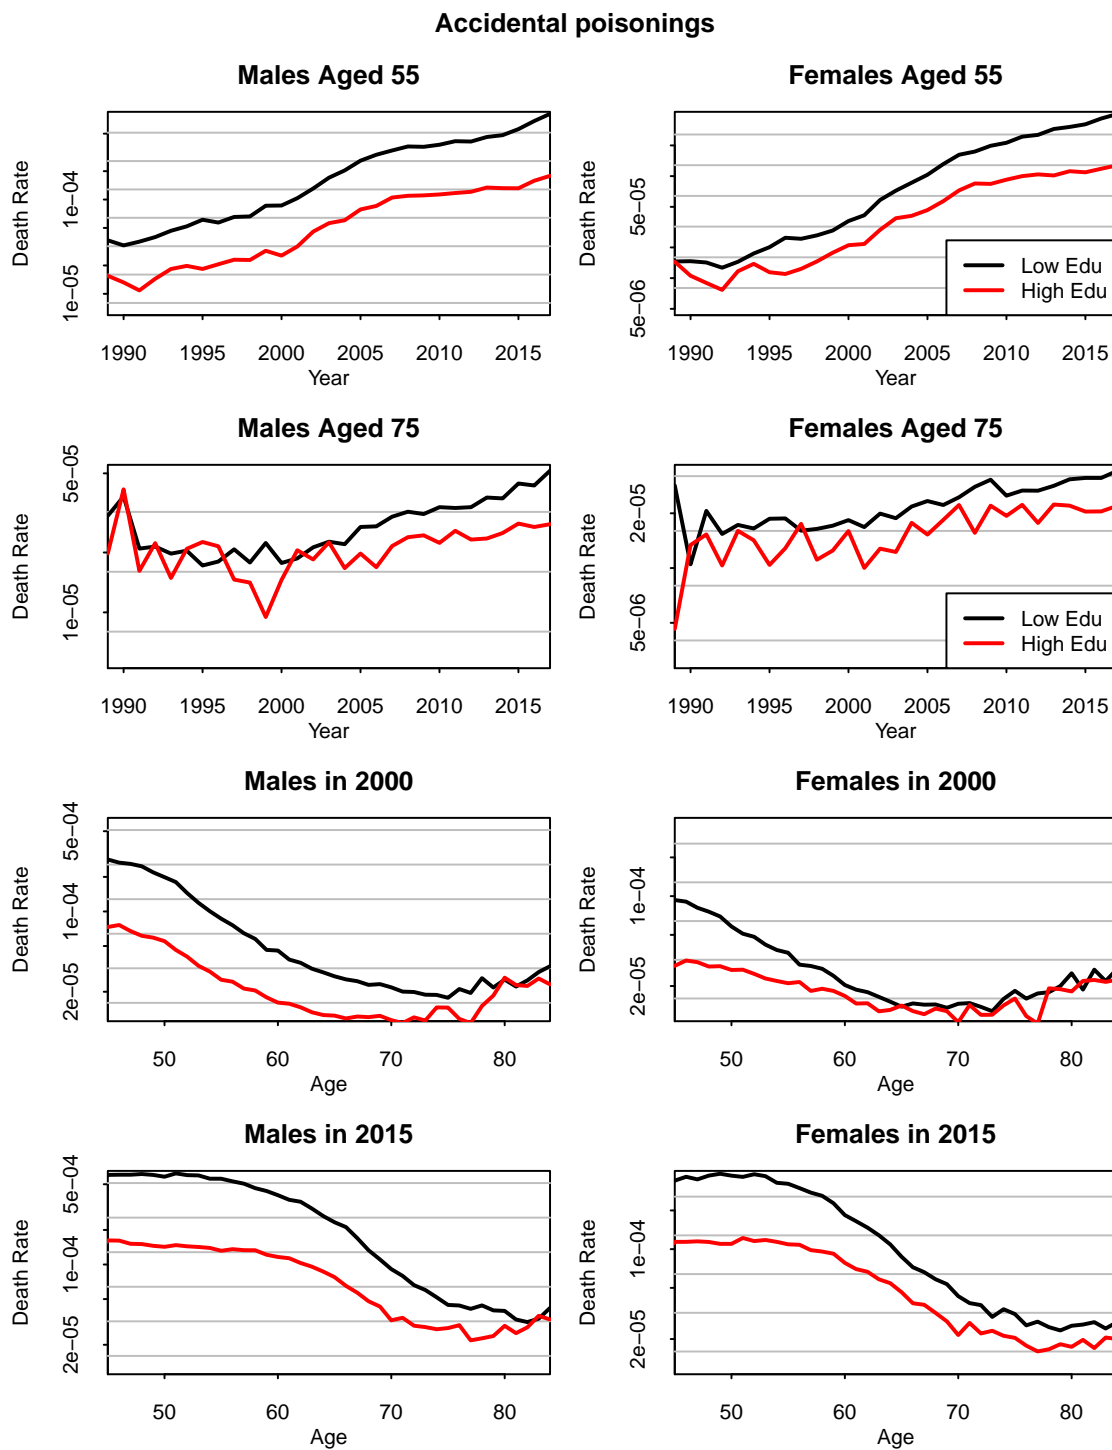 Accidental poisonings
Males Aged 55
Death Rate
1e−04
1e−05
1990 1995 2000 2005 2010 2015
Year
Females Aged 55
Death Rate
5e−05
5e−06
Low Edu
High Edu
1990 1995 2000 2005 2010 2015
Year
Males Aged 75
Death Rate
5e−05
1e−05
1990 1995 2000 2005 2010 2015
Year
Females Aged 75
Death Rate
2e−05
5e−06
Low Edu
High Edu
1990 1995 2000 2005 2010 2015
Year
Males in 2000
Death Rate
5e−04
1e−04
2e−05
50 60 70 80
Age
Females in 2000
Death Rate
1e−04
2e−05
50 60 70 80
Age
Males in 2015
Death Rate
5e−04
1e−04
2e−05
50 60 70 80
Age
Females in 2015
Death Rate
1e−04
2e−05
50 60 70 80
Age